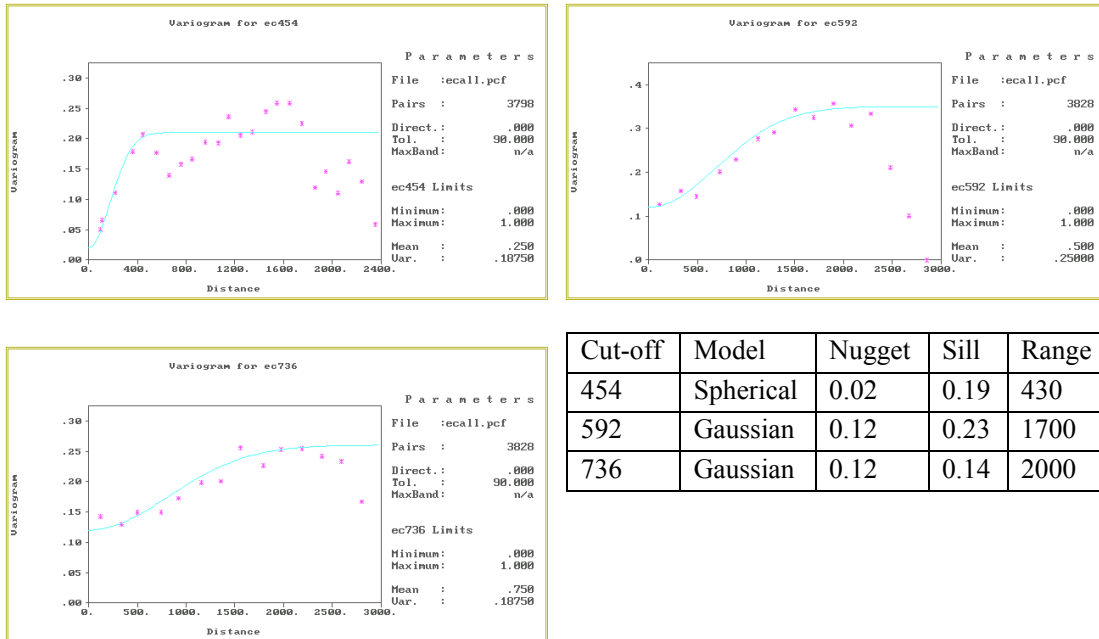 Variogram for ec454
Variogram
.30
.25
.20
.15
.10
.05
.00
0. 400. 800. 1200. 1600. 2000. 2400.
Distance
P a r a m e t e r s
File :ecall.pcf
Pairs : 3798
Direct.: .000
Tol. : 90.000
MaxBand: n/a
ec454 Limits
Minimum: .000
Maximum: 1.000
Mean : .250
Var. : .18750
Variogram for ec592
Variogram
.4
.3
.2
.1
.0
0. 500. 1000. 1500. 2000. 2500. 3000.
Distance
P a r a m e t e r s
File :ecall.pcf
Pairs : 3828
Direct.: .000
Tol. : 90.000
MaxBand: n/a
ec592 Limits
Minimum: .000
Maximum: 1.000
Mean : .500
Var. : .25000
Variogram for ec736
Variogram
.30
.25
.20
.15
.10
.05
.00
0. 500. 1000. 1500. 2000. 2500. 3000.
Distance
P a r a m e t e r s
File :ecall.pcf
Pairs : 3828
Direct.: .000
Tol. : 90.000
MaxBand: n/a
ec736 Limits
Minimum: .000
Maximum: 1.000
Mean : .750
Var. : .18750
Cut-off Model Nugget Sill Range
454 Spherical 0.02 0.19 430
592 Gaussian 0.12 0.23 1700
736 Gaussian 0.12 0.14 2000